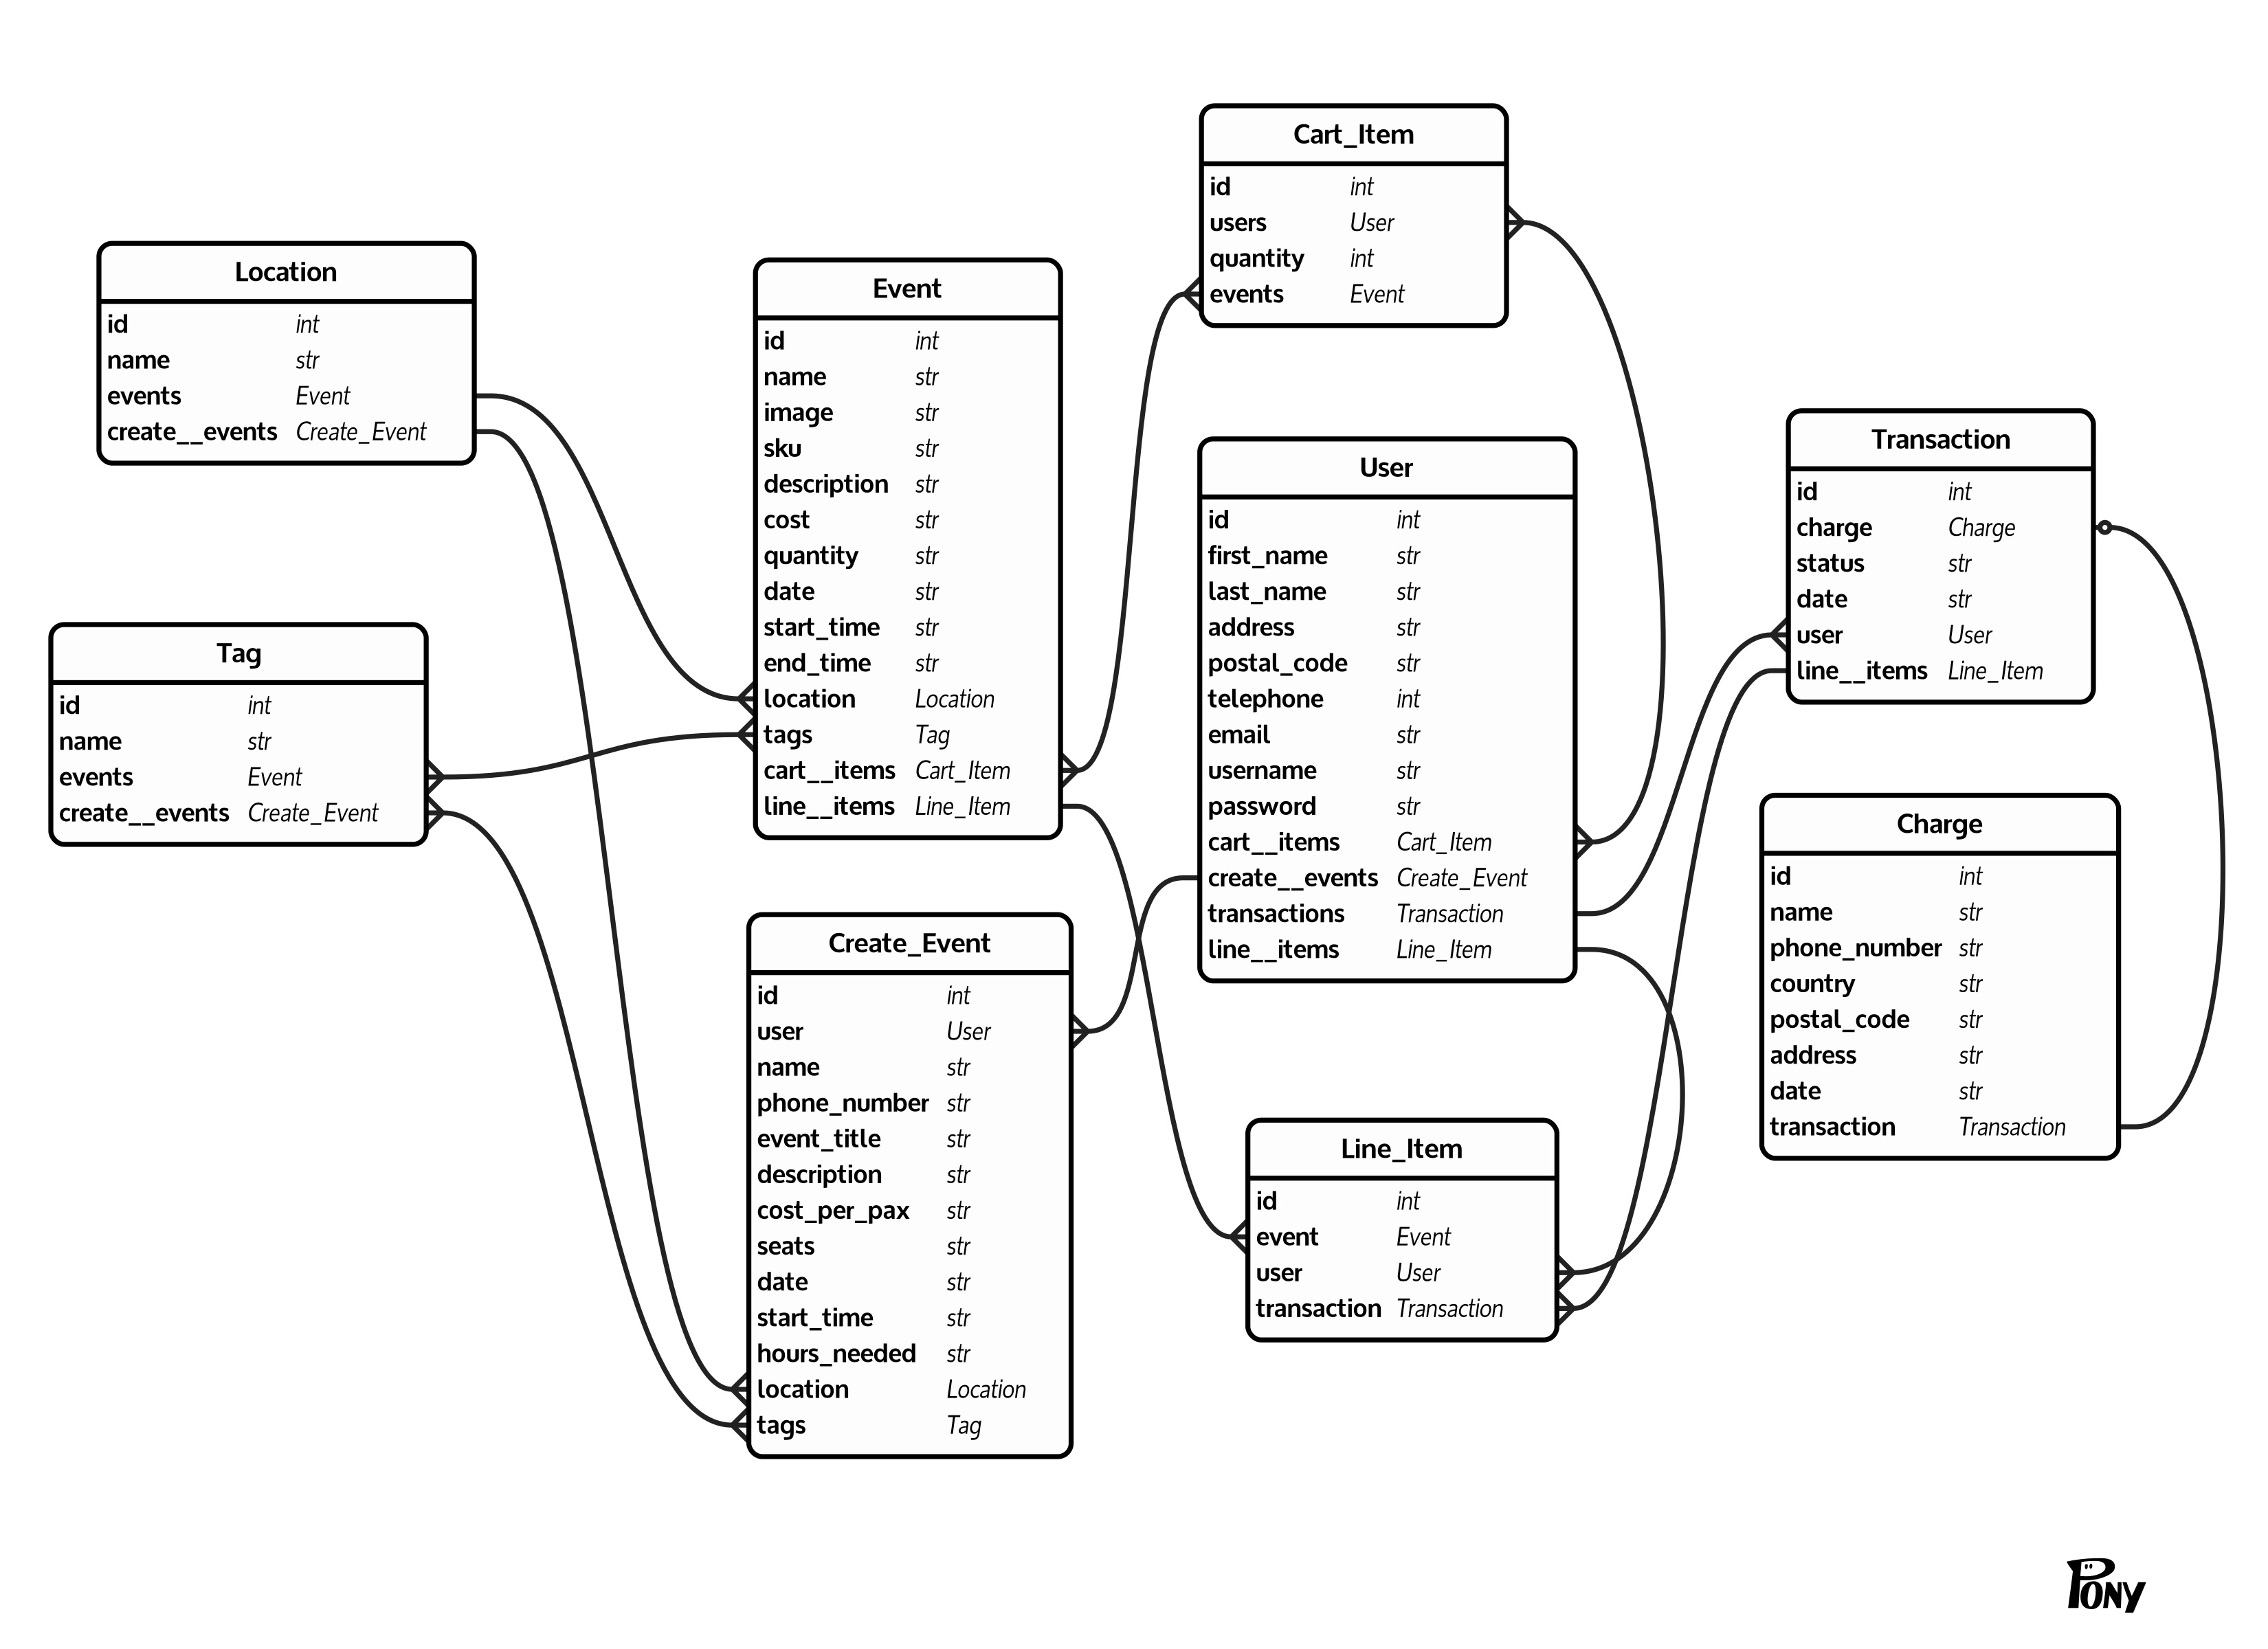 Cart_Item
id int
users User
quantity int
events Event
Location
id int
name str
events Event
create__events Create_Event
Event
id int
name str
image str
sku str
description str
cost str
quantity str
date str
start_time str
end_time str
location Location
tags Tag
cart__items Cart_Item
line__items Line_Item
Transaction
id int
charge Charge
status str
date str
user User
line__items Line_Item
User
id int
first_name str
last_name str
address str
postal_code str
telephone int
email str
username str
password str
cart__items Cart_Item
create__events Create_Event
transactions Transaction
line__items Line_Item
Tag
id int
name str
events Event
create__events Create_Event
Charge
id int
name str
phone_number str
country str
postal_code str
address str
date str
transaction Transaction
Create_Event
id int
user User
name str
phone_number str
event_title str
description str
cost_per_pax str
seats str
date str
start_time str
hours_needed str
location Location
tags Tag
Line_Item
id int
event Event
user User
transaction Transaction
PONY